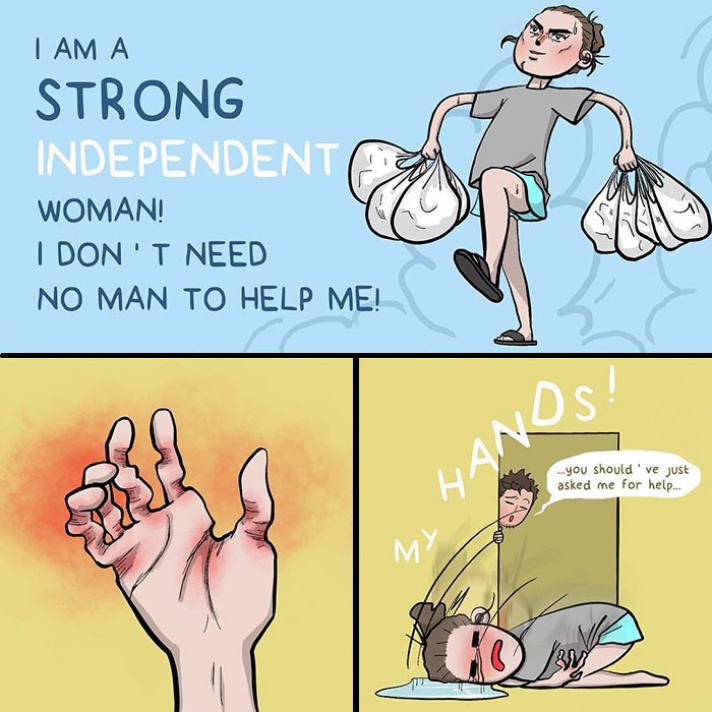 I AM A
STRONG
INDEPENDENT
WOMAN!
I DON'T NEED
NO MAN TO HELP ME!
MY HANDS!
...you should've just
asked me for help...